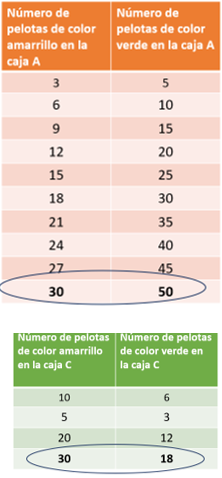 Número de Número de
pelotas de color pelotas de color
amarrillo en la verde en la caja A
caja A
3 5
6 10
9 15
12 20
15 25
18 30
21 35
24 40
27 45
30 50
Número de pelotas Número de pelotas
de color amarrillo de color verde en
en la caja C la caja C
10 6
5 3
20 12
30 18